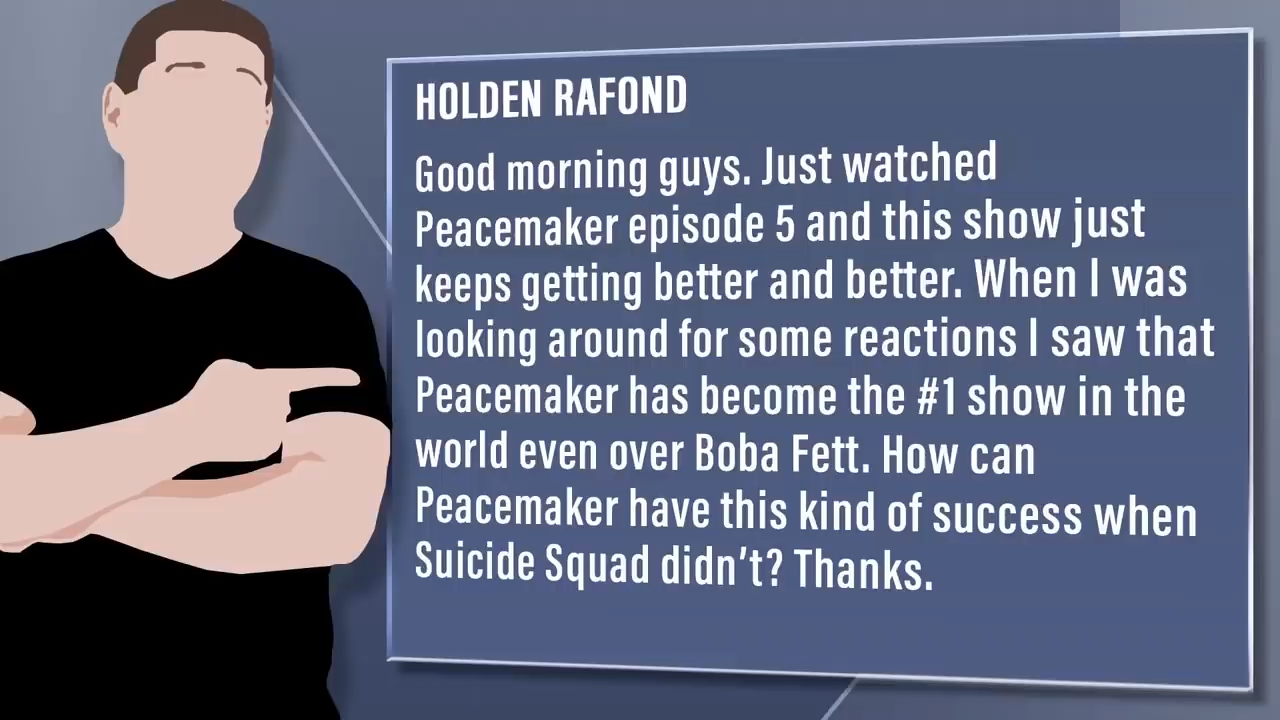 HOLDEN RAFOND
Good morning guys. Just watched
Peacemaker episode 5 and this show just
keeps getting better and better. When I was
looking around for some reactions I saw that
Peacemaker has become the #1 show in the
world even over Boba Fett. How can
Peacemaker have this kind of success when
Suicide Squad didn't? Thanks.